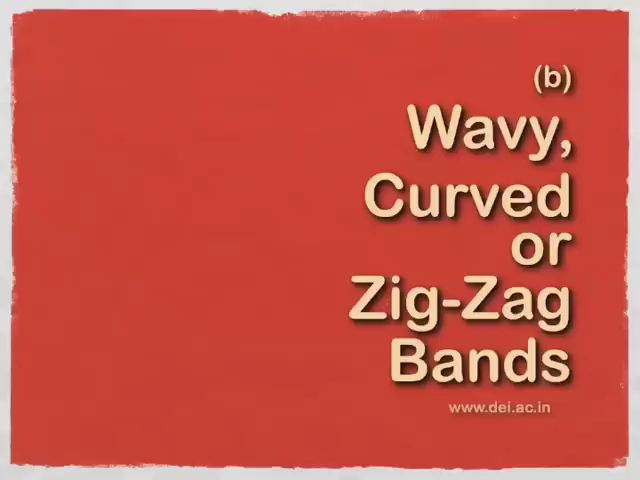 (b)
Wavy,
Curved
or
Zig-Zag
Bands
www.dei.ac.in